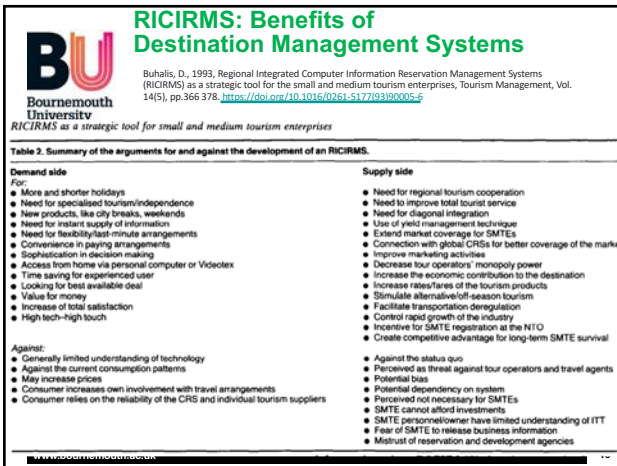 RICIRMS: Benefits of
Destination Management Systems
BU
Bournemouth
University
Buhalis, D., 1993, Regional Integrated Computer Information Reservation Management Systems
(RICIRMS) as a strategic tool for the small and medium tourism enterprises, Tourism Management, Vol.
14(5), pp.366 378. https://doi.org/10.1016/0261-5177(93)90005-6
RICIRMS as a strategic tool for small and medium tourism enterprises
Table 2. Summary of the arguments for and against the development of an RICIRMS.
Demand side
For:
● More and shorter holidays
● Need for specialised tourism/independence
● New products, like city breaks, weekends
● Need for instant supply of information
● Need for flexibility/last-minute arrangements
● Convenience in paying arrangements
● Sophistication in decision making
● Access from home via personal computer or Videotex
● Time saving for experienced user
● Looking for best available deal
● Value for money
● Increase of total satisfaction
● High tech–high touch
Against:
● Generally limited understanding of technology
● Against the current consumption patterns
● May increase prices
● Consumer increases own involvement with travel arrangements
● Consumer relies on the reliability of the CRS and individual tourism suppliers
Supply side
● Need for regional tourism cooperation
● Need to improve total tourist service
● Need for diagonal integration
● Use of yield management technique
● Extend market coverage for SMTEs
● Connection with global CRSs for better coverage of the marke
● Improve marketing activities
● Decrease tour operators' monopoly power
● Increase the economic contribution to the destination
● Increase rates/fares of the tourism products
● Stimulate alternative/off-season tourism
● Facilitate transportation deregulation
● Control rapid growth of the industry
● Incentive for SMTE registration at the NTO
● Create competitive advantage for long-term SMTE survival
● Against the status quo
● Perceived as threat against tour operators and travel agents
● Potential bias
● Potential dependency on system
● Perceived not necessary for SMTEs
● SMTE cannot afford investments
● SMTE personnel/owner have limited understanding of ITT
● Fear of SMTE to release business information
● Mistrust of reservation and development agencies
www.bournemouth.ac.uk